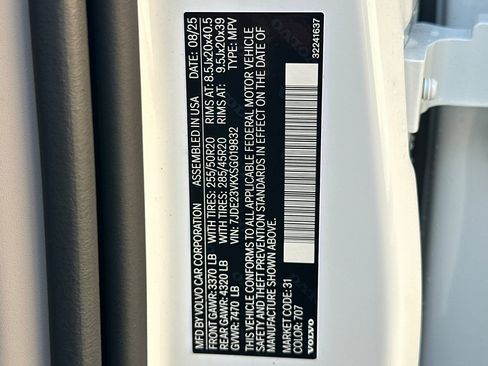 MFD BY VOLVO CAR CORPORATION ASSEMBLED IN USA DATE: 08/25
FRONT GAWR: 3370 LB WITH TIRES: 255/50R20 RIMS AT: 8.5Jx20x40.5
REAR GAWR: 4320 LB WITH TIRES: 285/45R20 RIMS AT: 9.5Jx20x39
GVWR: 7470 LB VIN: 7JDE23VKXSG019832 TYPE: MPV
THIS VEHICLE CONFORMS TO ALL APPLICABLE FEDERAL MOTOR VEHICLE
SAFETY AND THEFT PREVENTION STANDARDS IN EFFECT ON THE DATE OF
MANUFACTURE SHOWN ABOVE.
MARKET CODE: 31
COLOR: 707
VOLVO
32241637